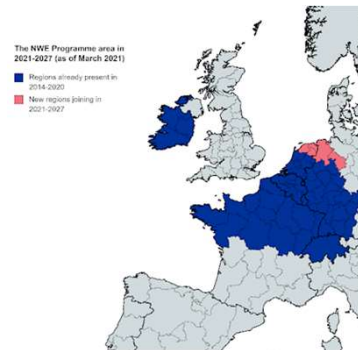 The NWE Programme area in
2021-2027 (as of March 2021)
Regions already present in
2014-2020
New regions joining in
2021-2027